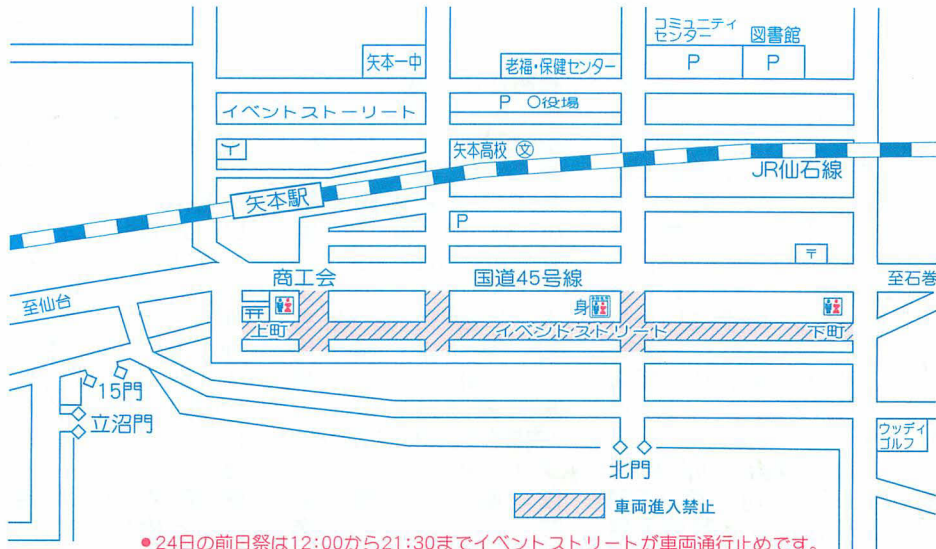 コミュニティ
センター
図書館
矢本一中
老福・保健センター
P
P
イベントストーリート
P ○役場
矢本高校 文
JR仙石線
矢本駅
P
〒
商工会
国道45号線
至石巻
至仙台
身
上町
イベントストリート
下町
15門
立沼門
ウッディ
ゴルフ
北門
車両進入禁止
●24日の前日祭は12:00から21:30までイベントストリートが車両通行止めです。